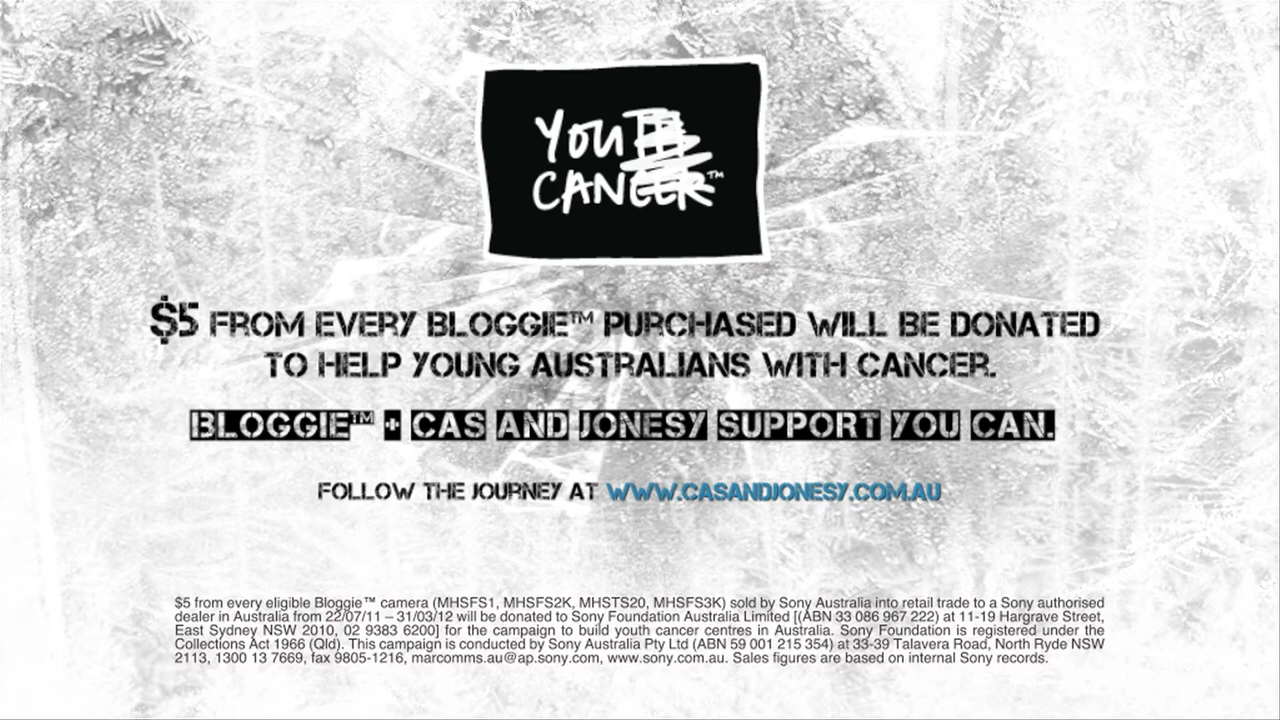 YOUTH
CANCER™
$5 FROM EVERY BLOGGIE™ PURCHASED WILL BE DONATED
TO HELP YOUNG AUSTRALIANS WITH CANCER.
BLOGGIE™ + CAS AND JONESY SUPPORT YOU CAN.
FOLLOW THE JOURNEY AT WWW.CASANDJONESY.COM.AU
$5 from every eligible Bloggie™ camera (MHSFS1, MHSFS2K, MHSTS20, MHSFS3K) sold by Sony Australia into retail trade to a Sony authorised
dealer in Australia from 22/07/11 – 31/03/12 will be donated to Sony Foundation Australia Limited [(ABN 33 086 967 222) at 11-19 Hargrave Street,
East Sydney NSW 2010, 02 9383 6200] for the campaign to build youth cancer centres in Australia. Sony Foundation is registered under the
Collections Act 1966 (Qld). This campaign is conducted by Sony Australia Pty Ltd (ABN 59 001 215 354) at 33-39 Talavera Road, North Ryde NSW
2113, 1300 13 7669, fax 9805-1216, marcomms.au@ap.sony.com, www.sony.com.au. Sales figures are based on internal Sony records.